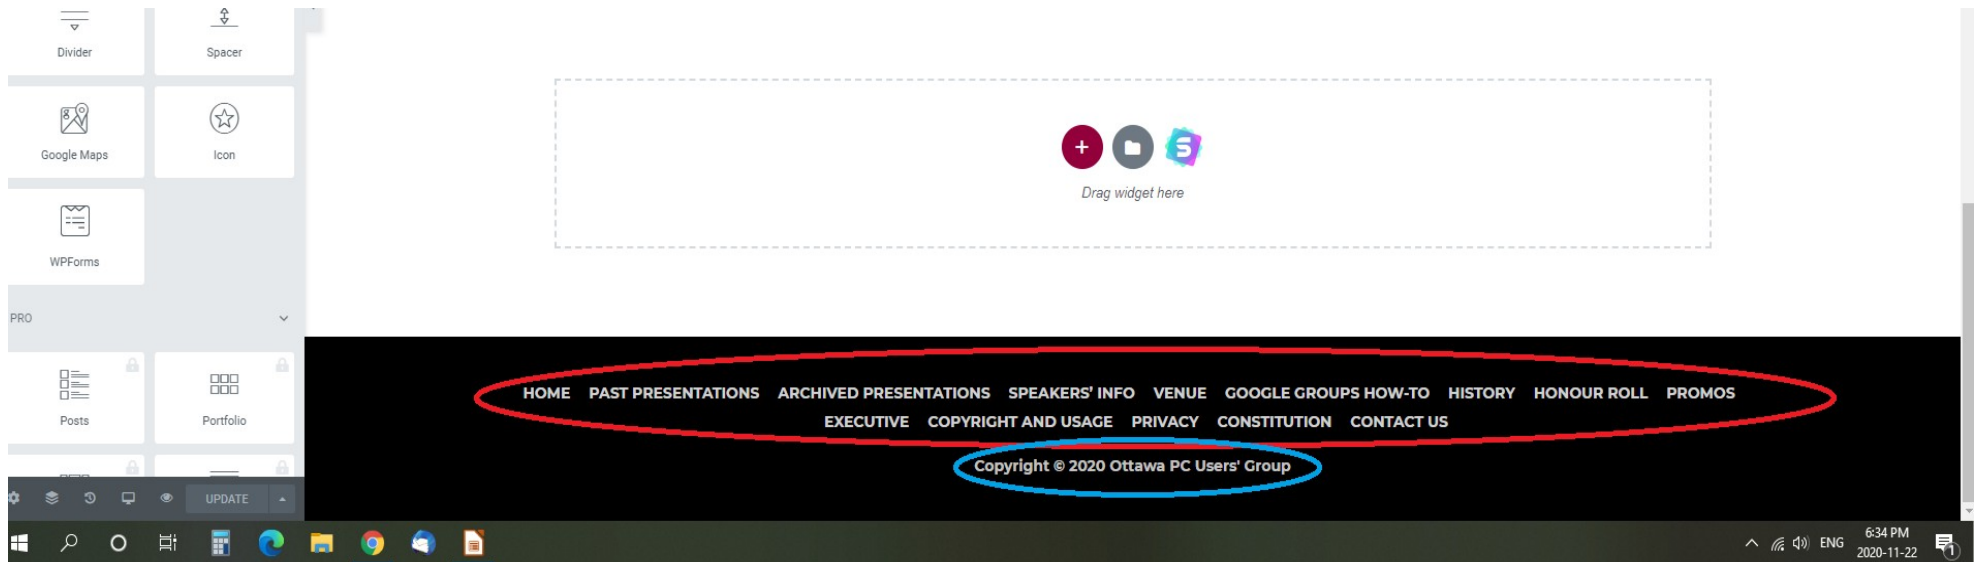 Divider
Spacer
Google Maps
Icon
WPForms
PRO
Posts
Portfolio
UPDATE
Drag widget here
HOME PAST PRESENTATIONS ARCHIVED PRESENTATIONS SPEAKERS’ INFO VENUE GOOGLE GROUPS HOW-TO HISTORY HONOUR ROLL PROMOS
EXECUTIVE COPYRIGHT AND USAGE PRIVACY CONSTITUTION CONTACT US
Copyright © 2020 Ottawa PC Users' Group
ENG
6:34 PM
2020-11-22
1